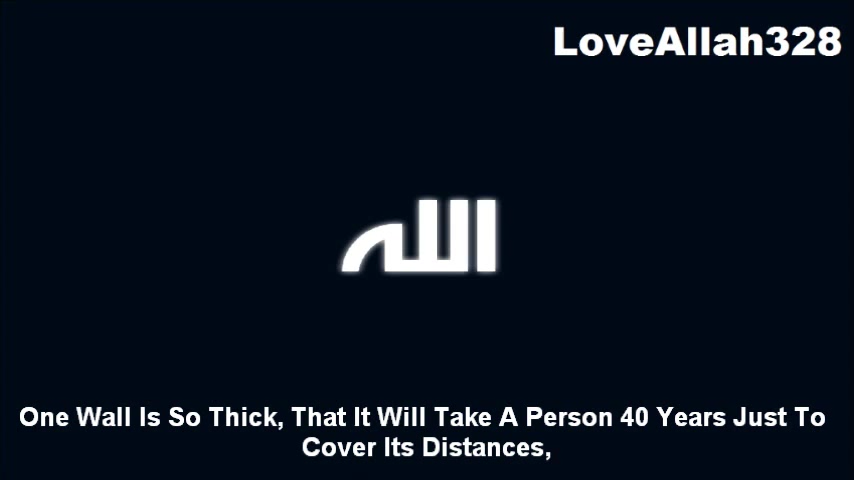 LoveAllah328
الله
One Wall Is So Thick, That It Will Take A Person 40 Years Just To
Cover Its Distances,